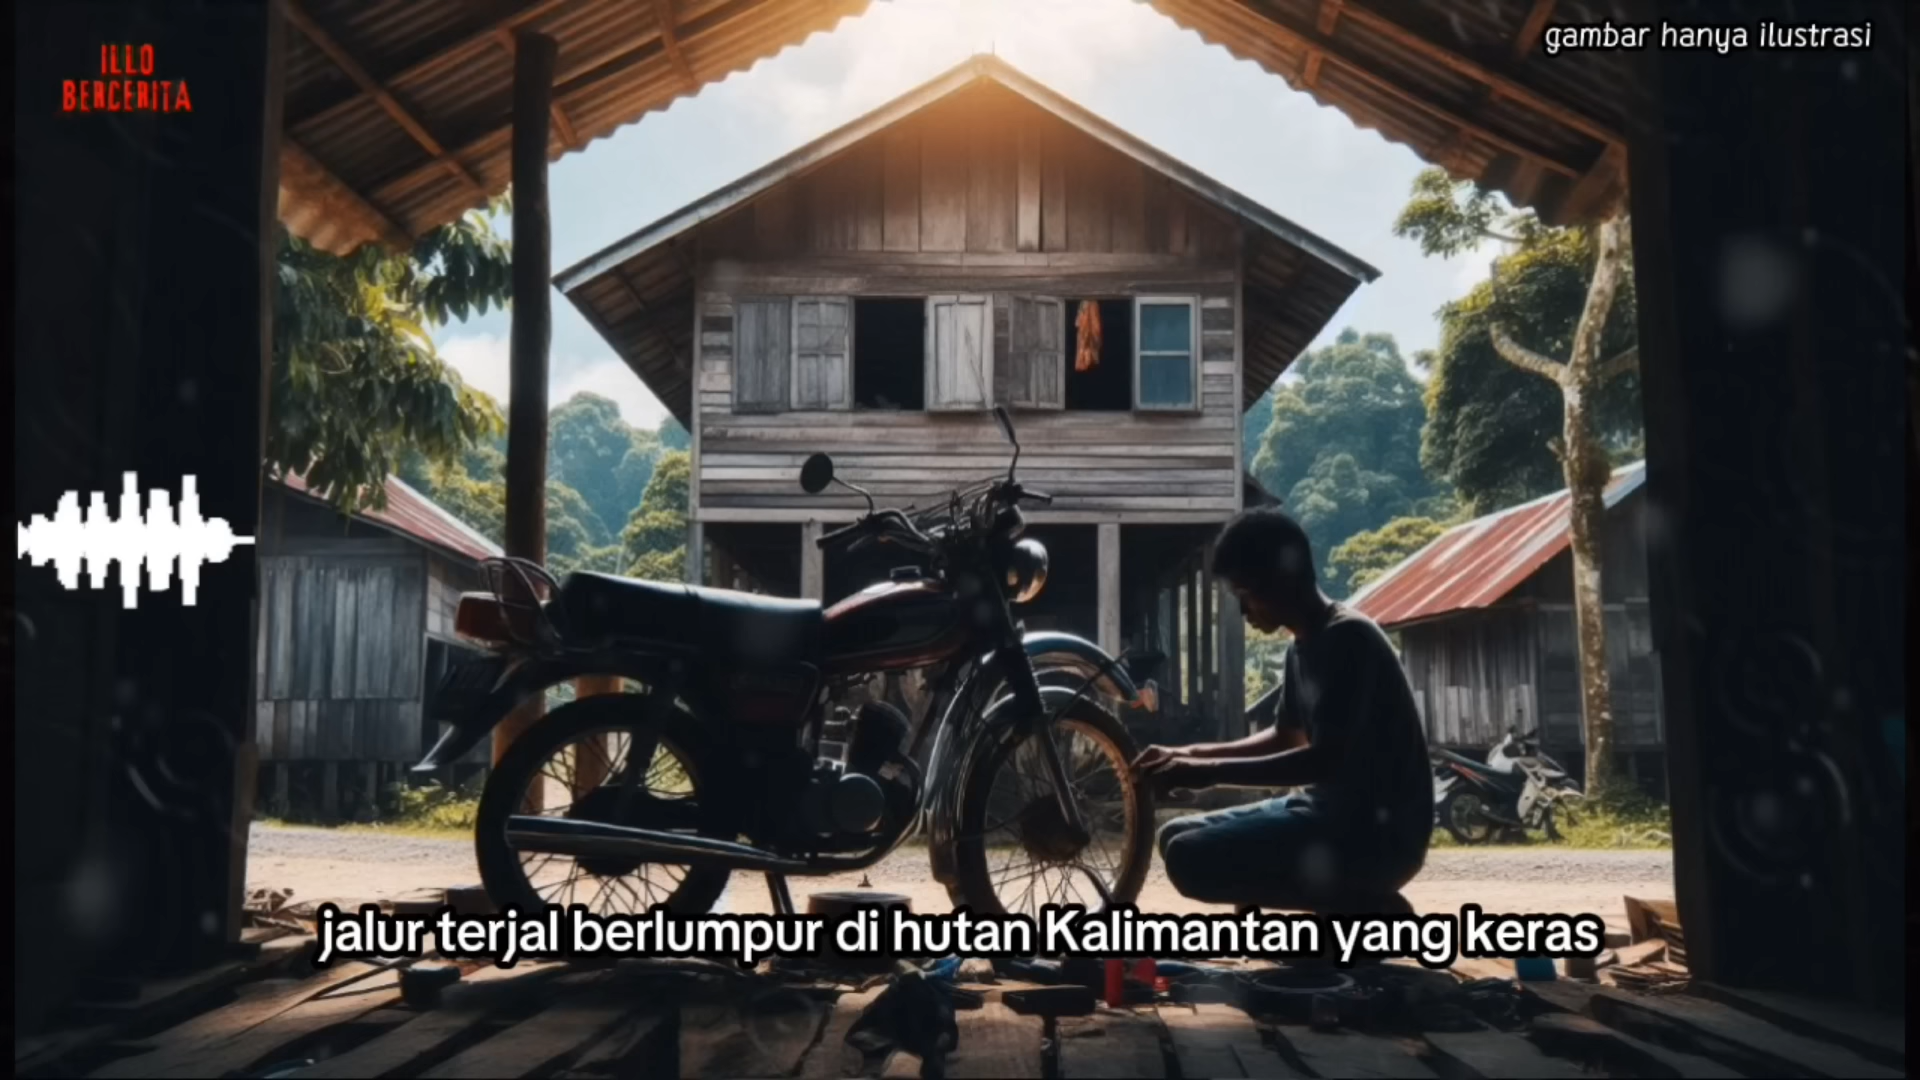 ILLO
BERCERITA
gambar hanya ilustrasi
jalur terjal berlumpur di hutan Kalimantan yang keras